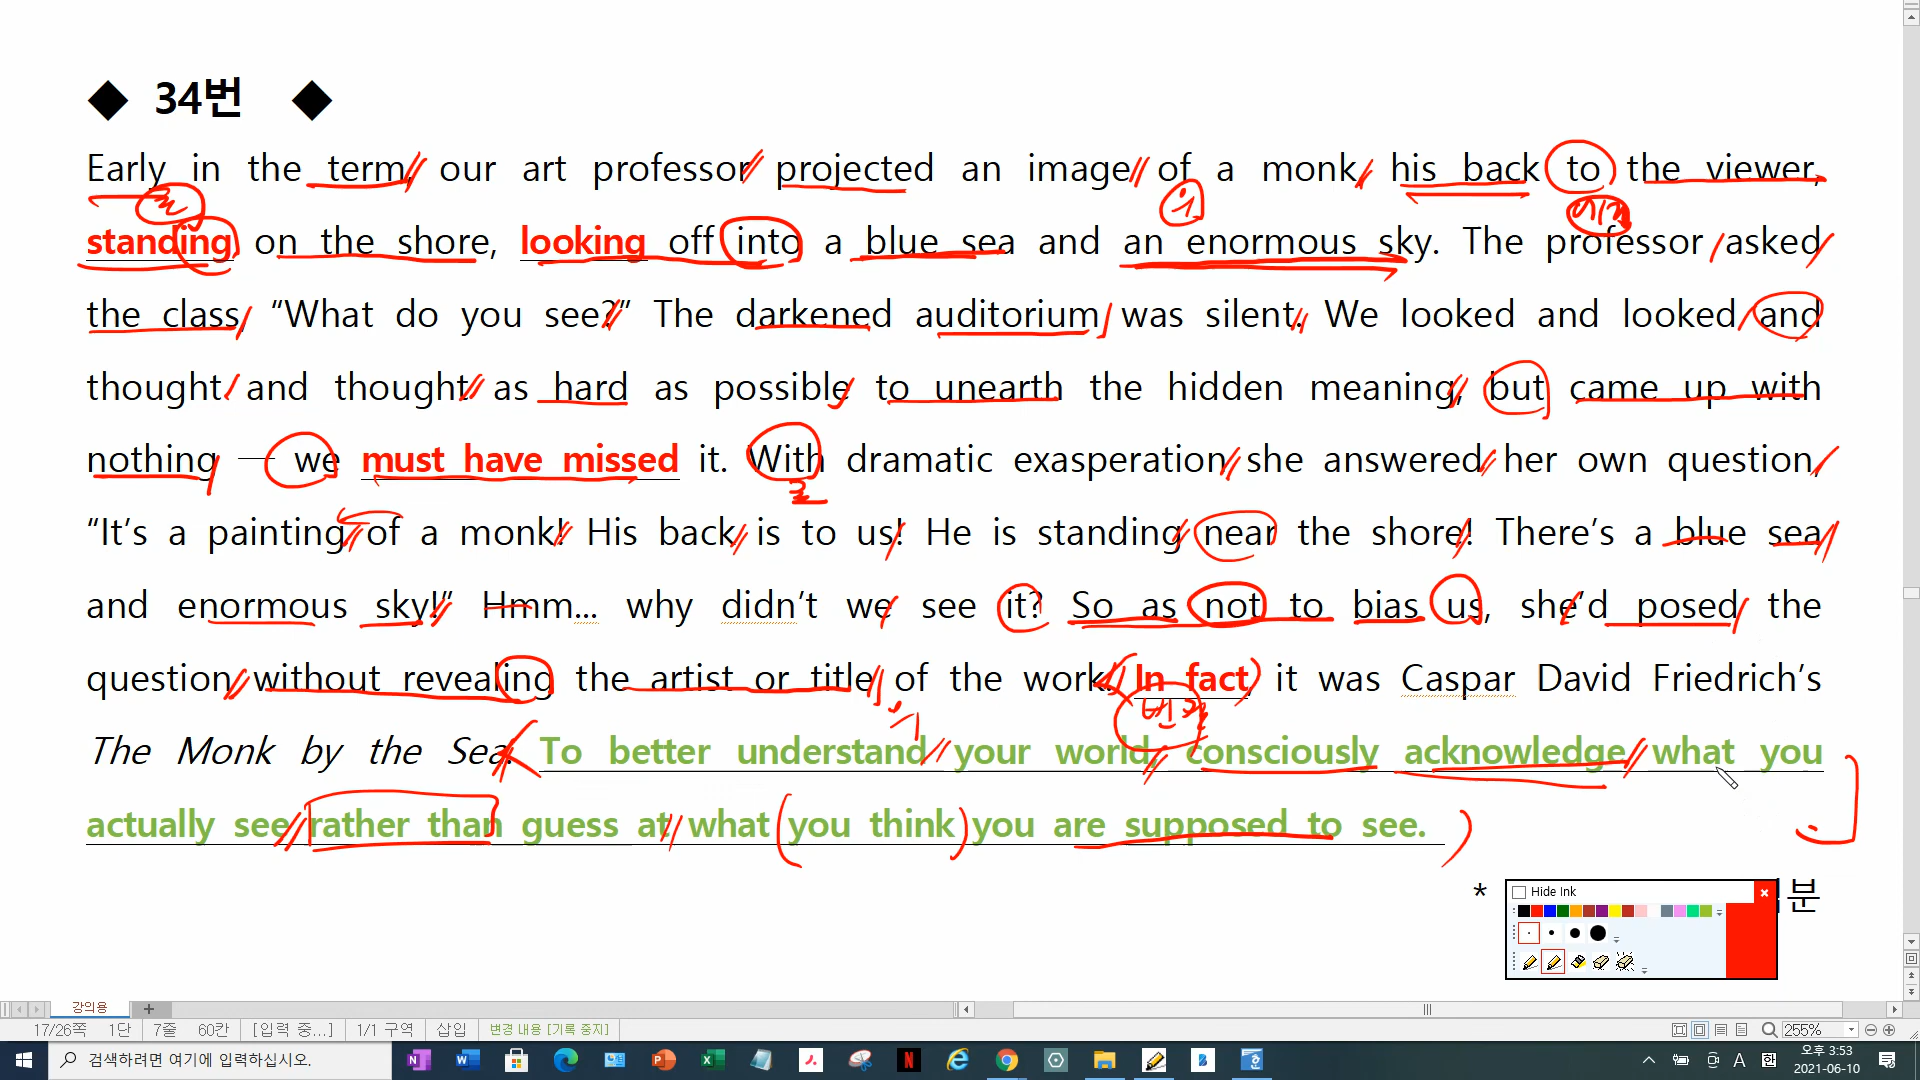 ◆ 34번 ◆
Early in the term, our art professor projected an image of a monk, his back to the viewer,
standing on the shore, looking off into a blue sea and an enormous sky. The professor asked
the class, “What do you see?” The darkened auditorium was silent. We looked and looked and
thought and thought as hard as possible to unearth the hidden meaning, but came up with
nothing — we must have missed it. With dramatic exasperation she answered her own question,
“It’s a painting of a monk! His back is to us! He is standing near the shore! There’s a blue sea
and enormous sky!” Hmm... why didn’t we see it? So as not to bias us, she’d posed the
question without revealing the artist or title of the work. In fact, it was Caspar David Friedrich’s
The Monk by the Sea. To better understand your world, consciously acknowledge what you
actually see rather than guess at what you think you are supposed to see.
*
분
Hide Ink
강의용
17/26쪽 1단 7줄 60칸 [입력 중...] 1/1 구역 삽입 변경 내용 [기록 중지]
255%
검색하려면 여기에 입력하십시오.
A 한
오후 3:53
2021-06-10